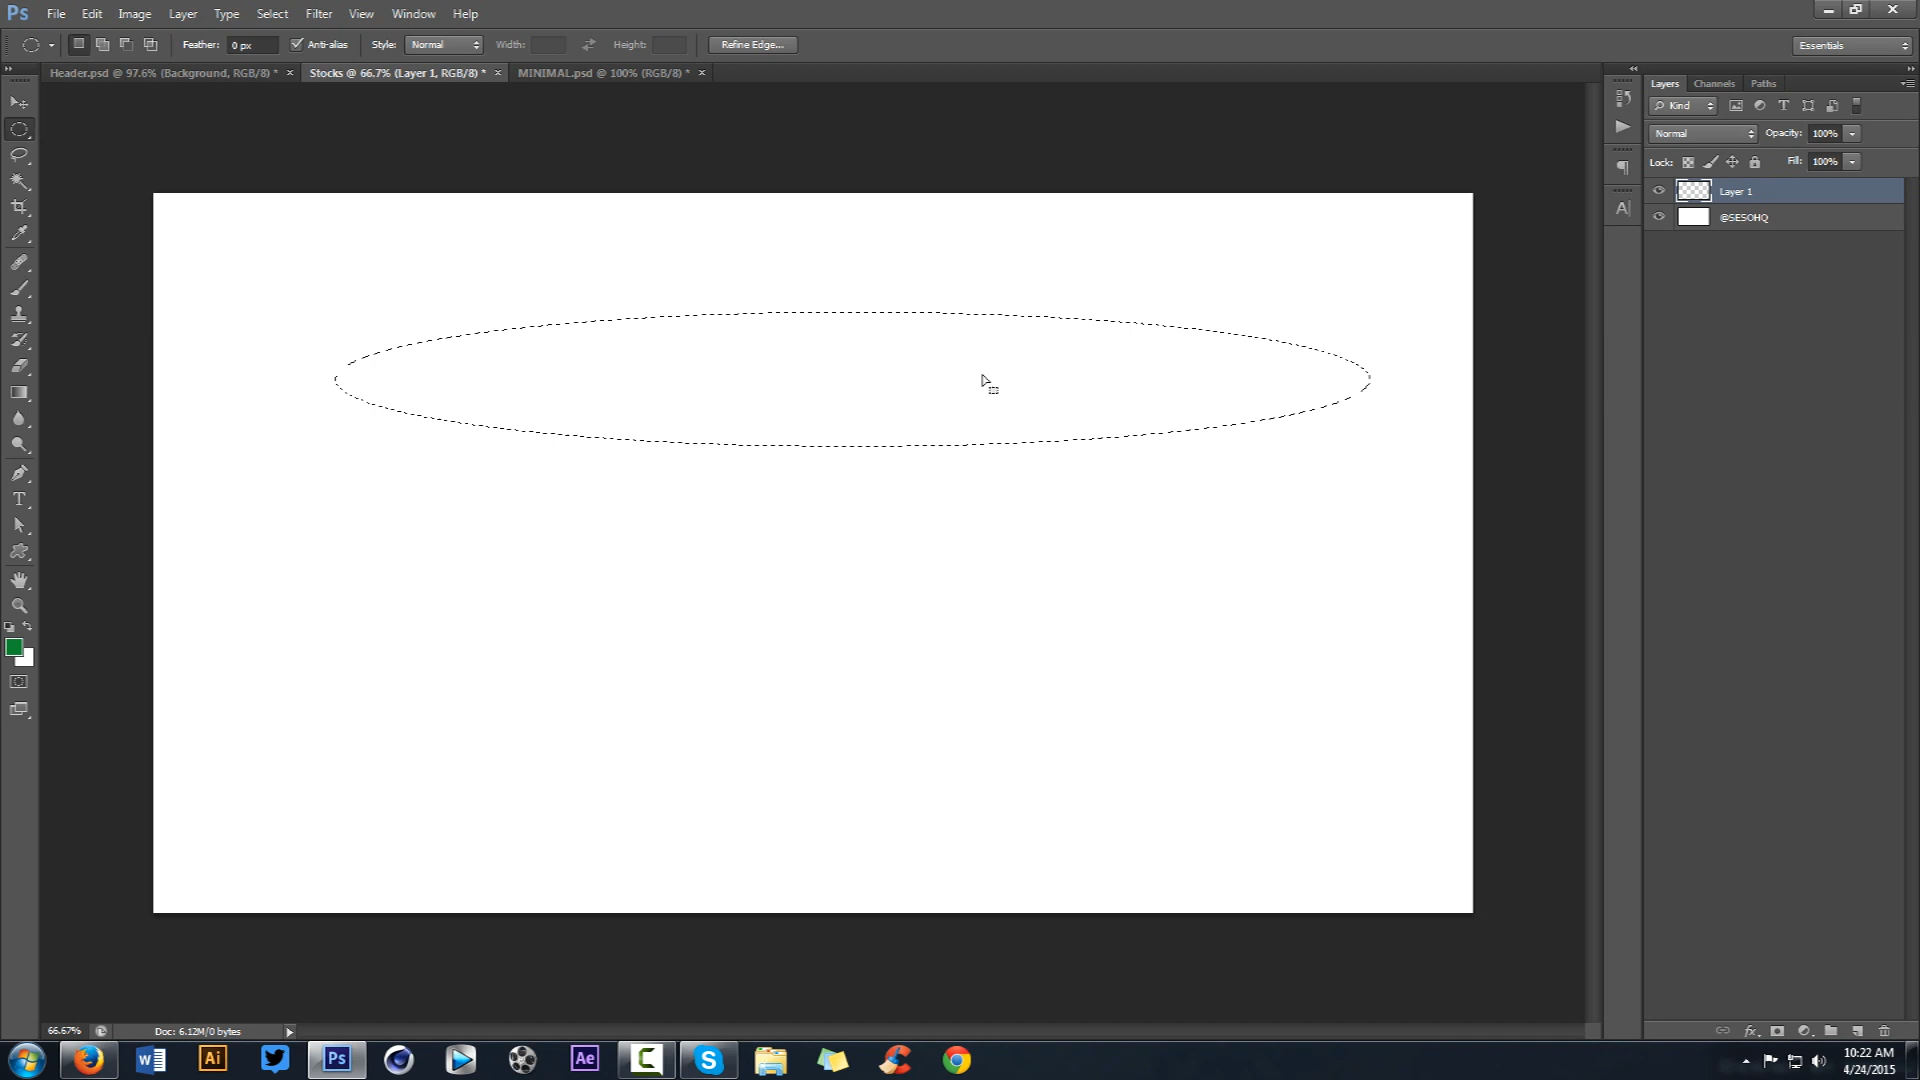 Ps File Edit Image Layer Type Select Filter View Window Help
Feather: 0 px Anti-alias Style: Normal Width: Height: Refine Edge... Essentials
Header.psd @ 97.6% (Background, RGB/8) * × Stocks @ 66.7% (Layer 1, RGB/8) * × MINIMAL.psd @ 100% (RGB/8) * ×
Layers Channels Paths
Kind
Normal Opacity: 100%
Lock: Fill: 100%
Layer 1
@SESOHQ
66.67% Doc: 6.12M/0 bytes
Ai Ps Ae
10:22 AM
4/24/2015